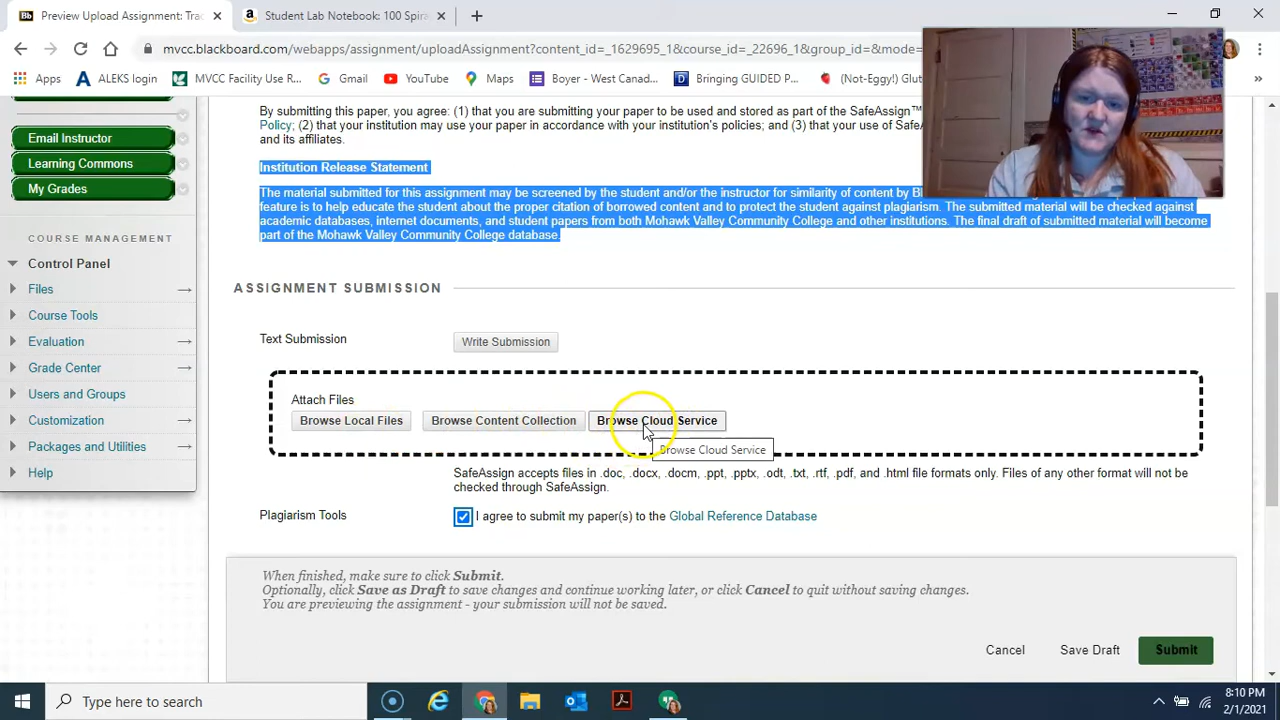 Bb Preview Upload Assignment: Trac
a Student Lab Notebook: 100 Spira
mvcc.blackboard.com/webapps/assignment/uploadAssignment?content_id=_1629695_1&course_id=_22696_1&group_id=&mode=
Apps
ALEKS login
MVCC Facility Use R...
Gmail
YouTube
Maps
Boyer - West Canad...
Bringing GUIDED P...
(Not-Eggy!) Glut
By submitting this paper, you agree: (1) that you are submitting your paper to be used and stored as part of the SafeAssign™
Policy; (2) that your institution may use your paper in accordance with your institution's policies; and (3) that your use of SafeA
and its affiliates.
Institution Release Statement
The material submitted for this assignment may be screened by the student and/or the instructor for similarity of content by Bl
feature is to help educate the student about the proper citation of borrowed content and to protect the student against plagiarism. The submitted material will be checked against
academic databases, internet documents, and student papers from both Mohawk Valley Community College and other institutions. The final draft of submitted material will become
part of the Mohawk Valley Community College database.
Email Instructor
Learning Commons
My Grades
COURSE MANAGEMENT
Control Panel
Files
Course Tools
Evaluation
Grade Center
Users and Groups
Customization
Packages and Utilities
Help
ASSIGNMENT SUBMISSION
Text Submission
Write Submission
Attach Files
Browse Local Files
Browse Content Collection
Browse Cloud Service
Browse Cloud Service
SafeAssign accepts files in .doc, .docx, .docm, .ppt, .pptx, .odt, .txt, .rtf, .pdf, and .html file formats only. Files of any other format will not be
checked through SafeAssign.
Plagiarism Tools
I agree to submit my paper(s) to the Global Reference Database
When finished, make sure to click Submit.
Optionally, click Save as Draft to save changes and continue working later, or click Cancel to quit without saving changes.
You are previewing the assignment - your submission will not be saved.
Cancel
Save Draft
Submit
Type here to search
8:10 PM
2/1/2021